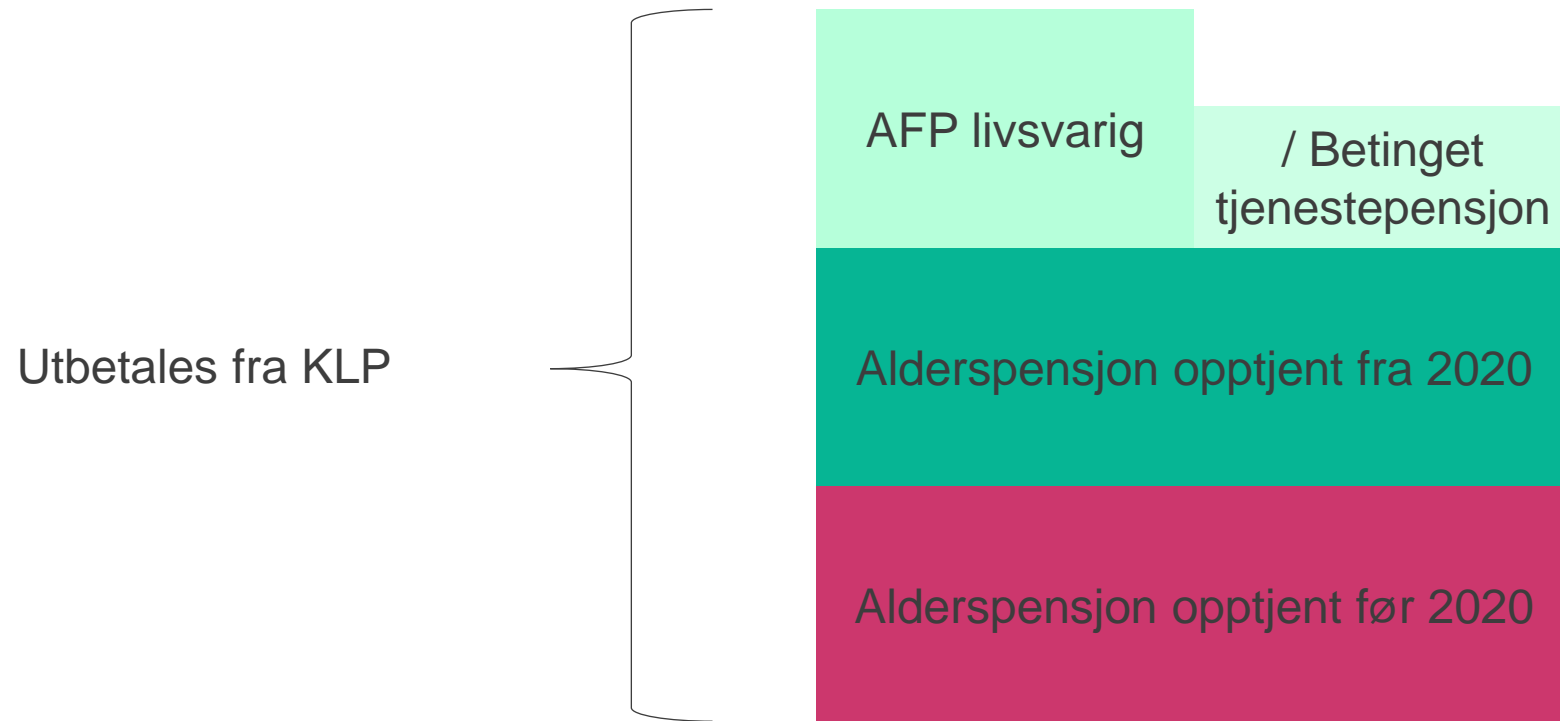 AFP livsvarig
/ Betinget
tjenestepensjon
Utbetales fra KLP
Alderspensjon opptjent fra 2020
Alderspensjon opptjent før 2020